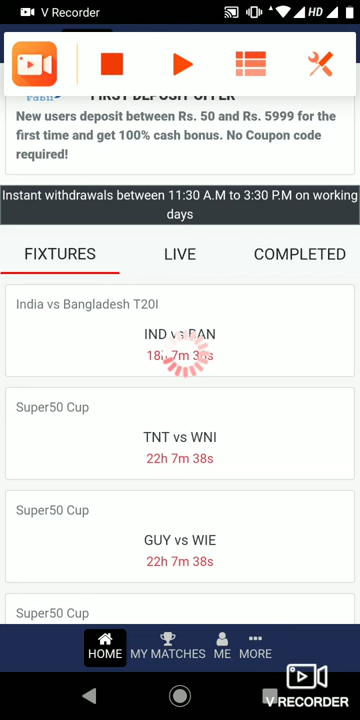 V Recorder
HD
FIRST DEPOSIT OFFER
New users deposit between Rs. 50 and Rs. 5999 for the
first time and get 100% cash bonus. No Coupon code
required!
Instant withdrawals between 11:30 A.M to 3:30 P.M on working
days
FIXTURES LIVE COMPLETED
India vs Bangladesh T20I
IND vs BAN
Super50 Cup
TNT vs WNI
22h 7m 38s
Super50 Cup
GUY vs WIE
22h 7m 38s
Super50 Cup
HOME MY MATCHES ME MORE
V RECORDER